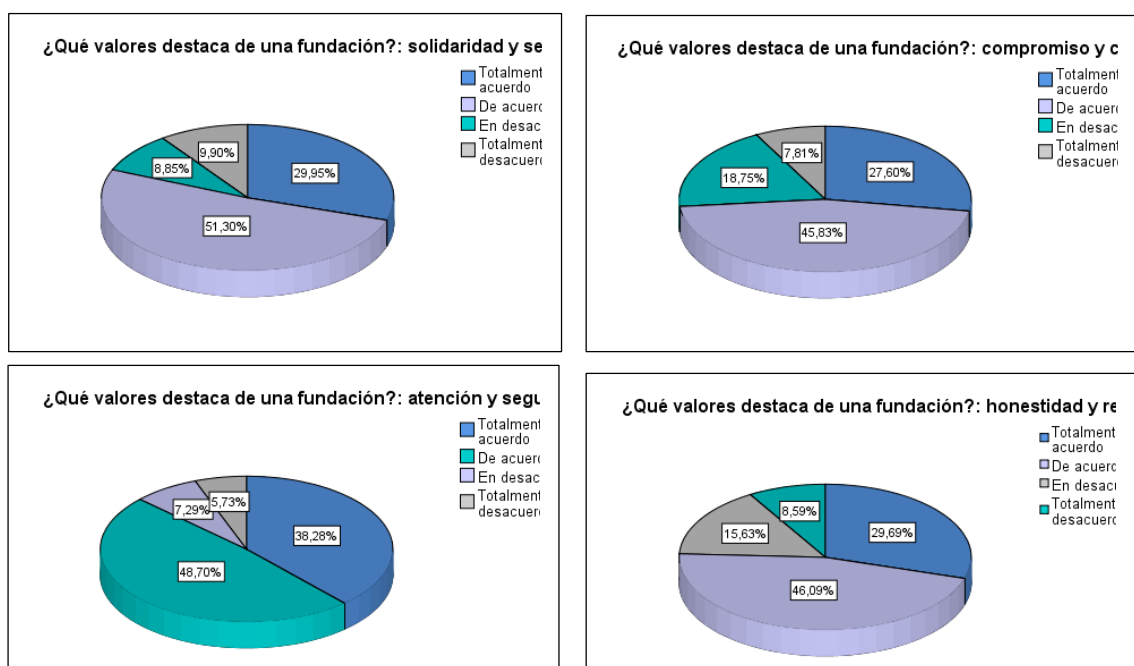 ¿Qué valores destaca de una fundación?: solidaridad y se
Totalment
acuerdo
De acuerd
En desac
Totalment
desacuerd
9,90%
8,85%
29,95%
51,30%
¿Qué valores destaca de una fundación?: compromiso y c
Totalment
acuerdo
De acuerd
En desac
Totalment
desacuerd
7,81%
18,75%
27,60%
45,83%
¿Qué valores destaca de una fundación?: atención y segu
Totalment
acuerdo
De acuerd
En desac
Totalment
desacuerd
5,73%
7,29%
38,28%
48,70%
¿Qué valores destaca de una fundación?: honestidad y re
Totalment
acuerdo
De acuerd
En desacu
Totalment
desacuerd
8,59%
15,63%
29,69%
46,09%